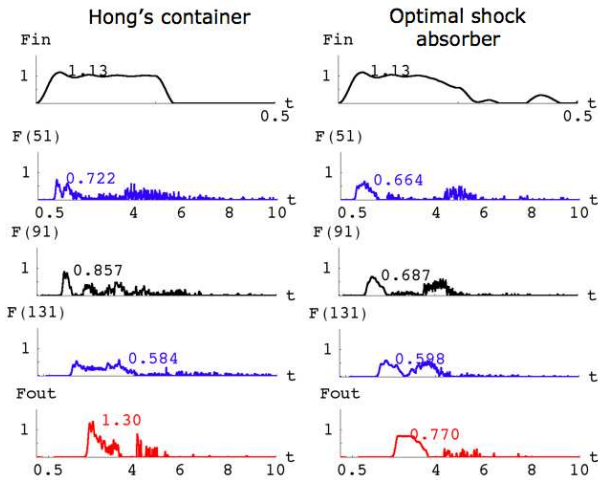 Hong's container
Fin
1
1.13
t
0.5
F(51)
1
0.722
t
0.5 4 6 8 10
F(91)
1
0.857
t
F(131)
1
0.584
t
Fout
1
1.30
t
0.5 4 6 8 10
Optimal shock
absorber
Fin
1
1.13
t
0.5
F(51)
1
0.664
t
0.5 4 6 8 10
F(91)
1
0.687
t
F(131)
1
0.598
t
Fout
1
0.770
t
0.5 4 6 8 10